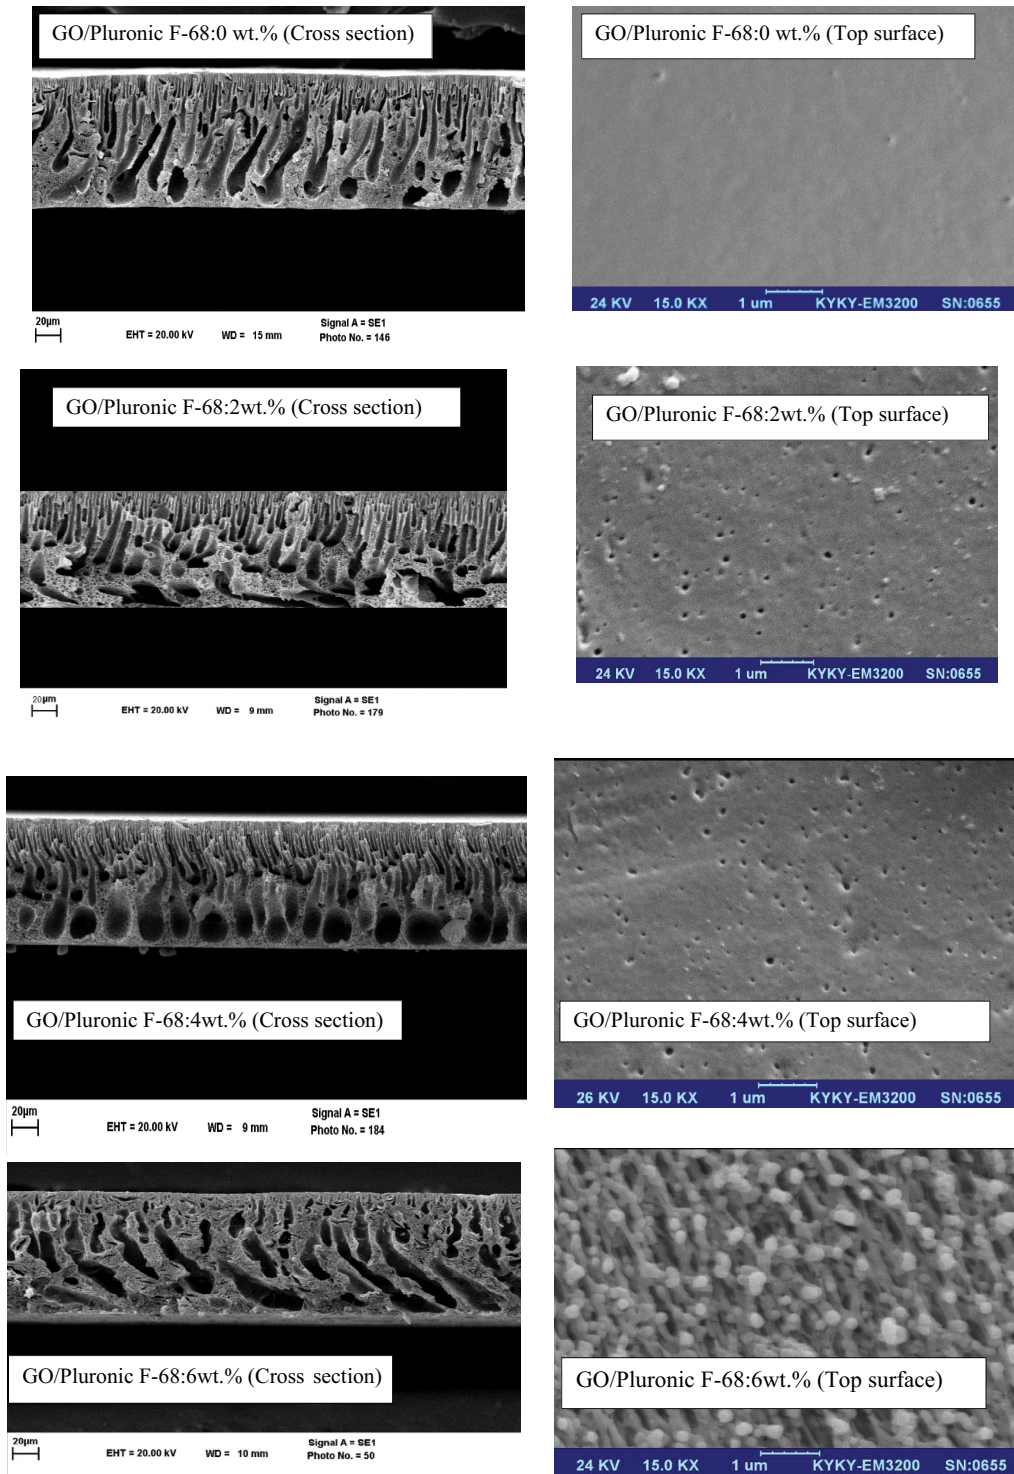 GO/Pluronic F-68:0 wt.% (Cross section)
GO/Pluronic F-68:0 wt.% (Top surface)
24 KV 15.0 KX 1 um KYKY-EM3200 SN:0655
20µm
EHT = 20.00 kV WD = 15 mm
Signal A = SE1
Photo No. = 146
GO/Pluronic F-68:2wt.% (Cross section)
GO/Pluronic F-68:2wt.% (Top surface)
24 KV 15.0 KX 1 um KYKY-EM3200 SN:0655
20µm
EHT = 20.00 kV WD = 9 mm
Signal A = SE1
Photo No. = 179
GO/Pluronic F-68:4wt.% (Cross section)
GO/Pluronic F-68:4wt.% (Top surface)
26 KV 15.0 KX 1 um KYKY-EM3200 SN:0655
20µm
EHT = 20.00 kV WD = 9 mm
Signal A = SE1
Photo No. = 184
GO/Pluronic F-68:6wt.% (Cross section)
GO/Pluronic F-68:6wt.% (Top surface)
20µm
EHT = 20.00 kV WD = 10 mm
Signal A = SE1
Photo No. = 50
24 KV 15.0 KX 1 um KYKY-EM3200 SN:0655